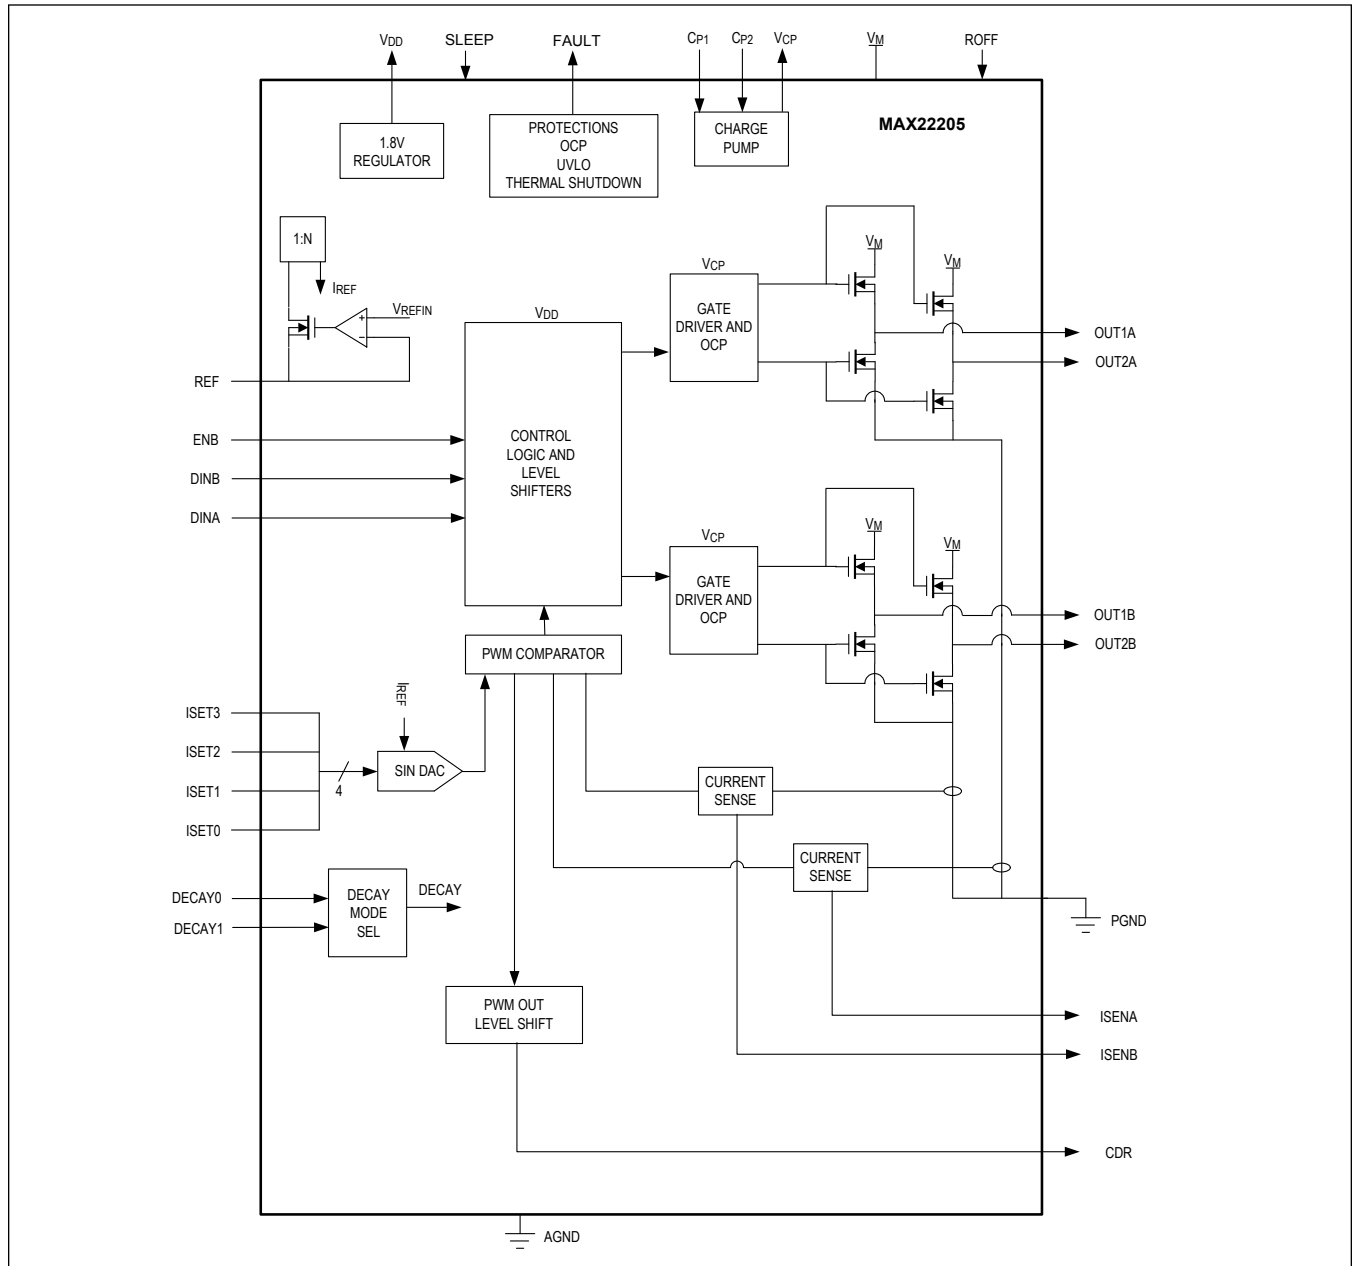 VDD
SLEEP
FAULT
CP1
CP2
VCP
VM
ROFF
MAX22205
1.8V
REGULATOR
PROTECTIONS
OCP
UVLO
THERMAL SHUTDOWN
CHARGE
PUMP
1:N
IREF
VREFIN
+
−
REF
ENB
DINB
DINA
VDD
CONTROL
LOGIC AND
LEVEL
SHIFTERS
VCP
GATE
DRIVER AND
OCP
VM
VM
OUT1A
OUT2A
VCP
GATE
DRIVER AND
OCP
VM
VM
OUT1B
OUT2B
PWM COMPARATOR
ISET3
ISET2
ISET1
ISET0
4
IREF
SIN DAC
CURRENT
SENSE
CURRENT
SENSE
DECAY0
DECAY1
DECAY
MODE
SEL
DECAY
PGND
PWM OUT
LEVEL SHIFT
ISENA
ISENB
CDR
AGND